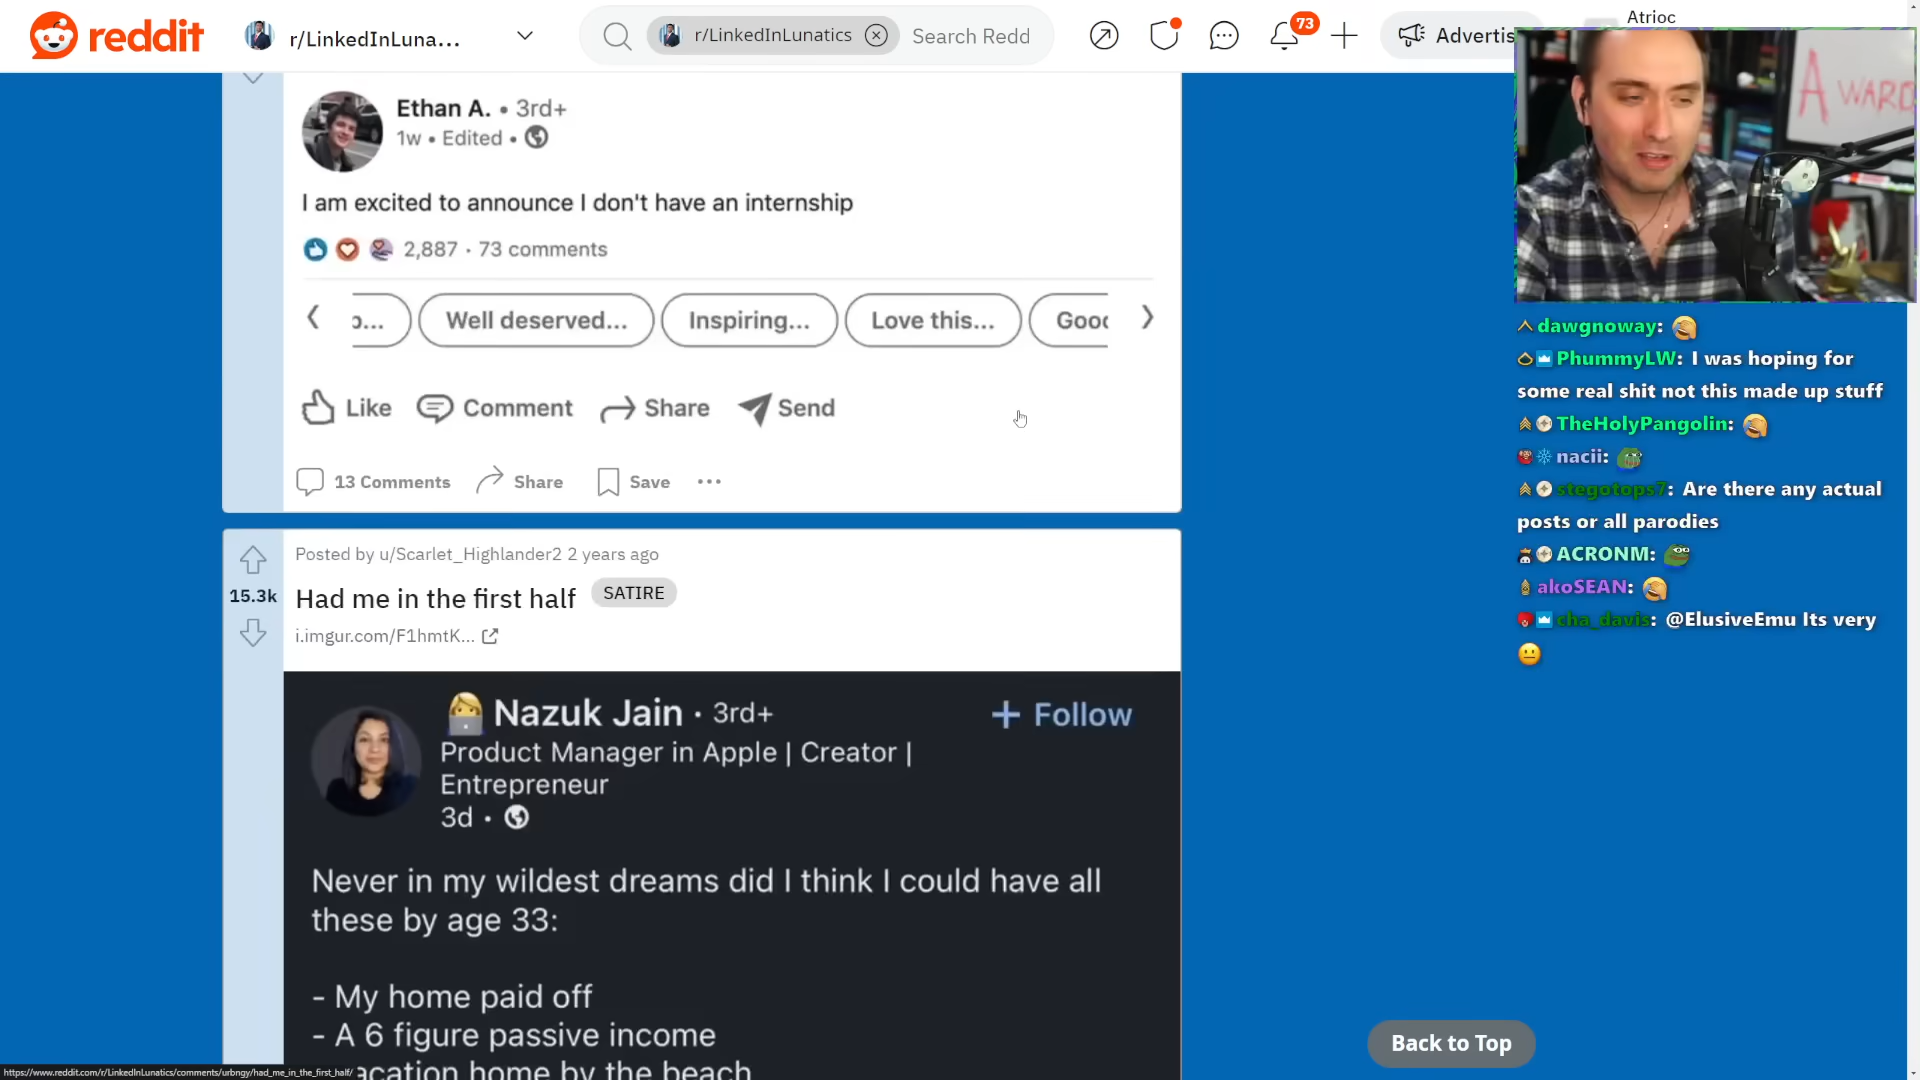 reddit
r/LinkedInLuna...
r/LinkedInLunatics
Search Redd
73
Advertis
Atrioc
AWARD
Ethan A. • 3rd+
1w • Edited •
I am excited to announce I don't have an internship
2,887 · 73 comments
Well deserved...
Inspiring...
Love this...
Good
Like
Comment
Share
Send
13 Comments
Share
Save
Posted by u/Scarlet_Highlander2 2 years ago
15.3k
Had me in the first half
SATIRE
i.imgur.com/F1hmtK...
Nazuk Jain · 3rd+
+ Follow
Product Manager in Apple | Creator |
Entrepreneur
3d •
Never in my wildest dreams did I think I could have all
these by age 33:
- My home paid off
- A 6 figure passive income
acation home by the beach
dawgnoway:
PhummyLW: I was hoping for
some real shit not this made up stuff
TheHolyPangolin:
nacii:
stegotops7: Are there any actual
posts or all parodies
ACRONM:
akoSEAN:
cha_davis: @ElusiveEmu Its very
Back to Top
https://www.reddit.com/r/LinkedInLunatics/comments/urbngy/had_me_in_the_first_half/